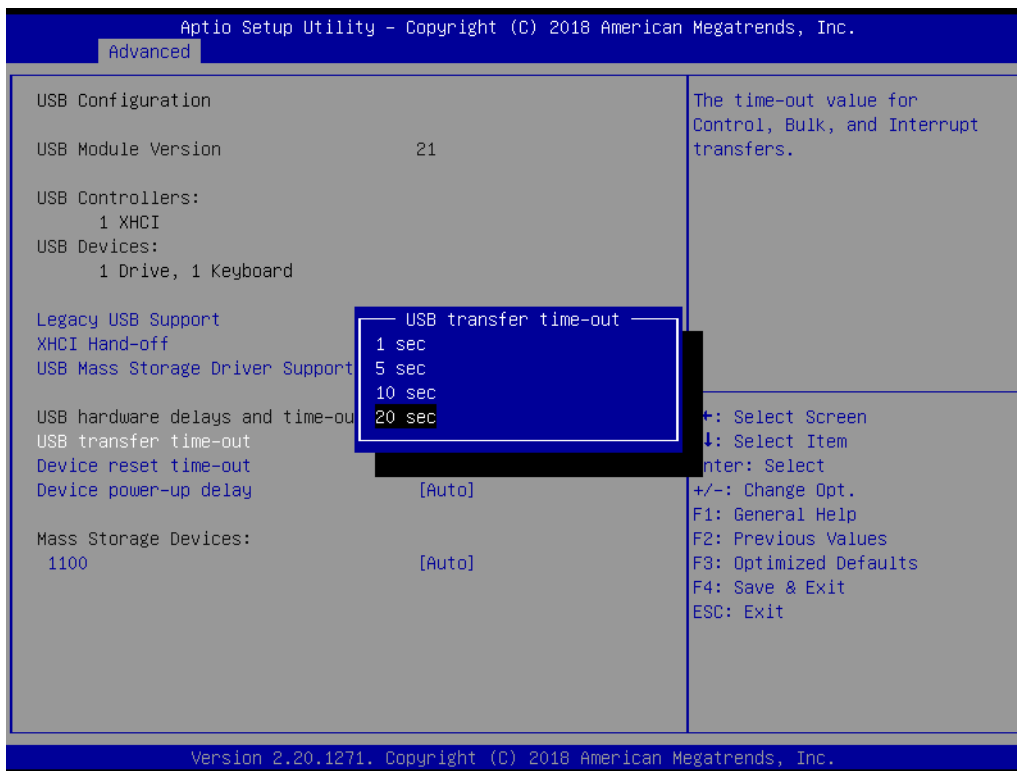 Aptio Setup Utility – Copyright (C) 2018 American Megatrends, Inc.
Advanced
USB Configuration
USB Module Version 21
USB Controllers:
1 XHCI
USB Devices:
1 Drive, 1 Keyboard
Legacy USB Support
XHCI Hand-off
USB Mass Storage Driver Support
USB hardware delays and
USB transfer time-out
Device reset time-out
Device power-up delay [Auto]
Mass Storage Devices:
1100 [Auto]
USB transfer time-out
1 sec
5 sec
10 sec
20 sec
The time-out value for
Control, Bulk, and Interrupt
transfers.
: Select Screen
: Select Item
: Select
+/-: Change Opt.
F1: General Help
F2: Previous Values
F3: Optimized Defaults
F4: Save & Exit
ESC: Exit
Version 2.20.1271. Copyright (C) 2018 American Megatrends, Inc.